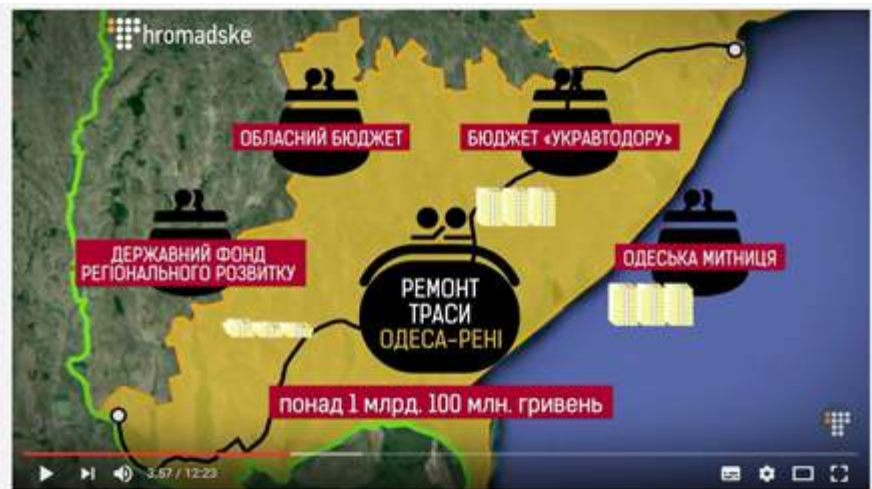 hromadske
ОБЛАСНИЙ БЮДЖЕТ
БЮДЖЕТ «УКРАВТОДОРУ»
ДЕРЖАВНИЙ ФОНД
РЕГІОНАЛЬНОГО РОЗВИТКУ
ОДЕСЬКА МИТНИЦЯ
РЕМОНТ
ТРАСИ
ОДЕСА-РЕНІ
понад 1 млрд. 100 млн. гривень
3:57 / 12:23